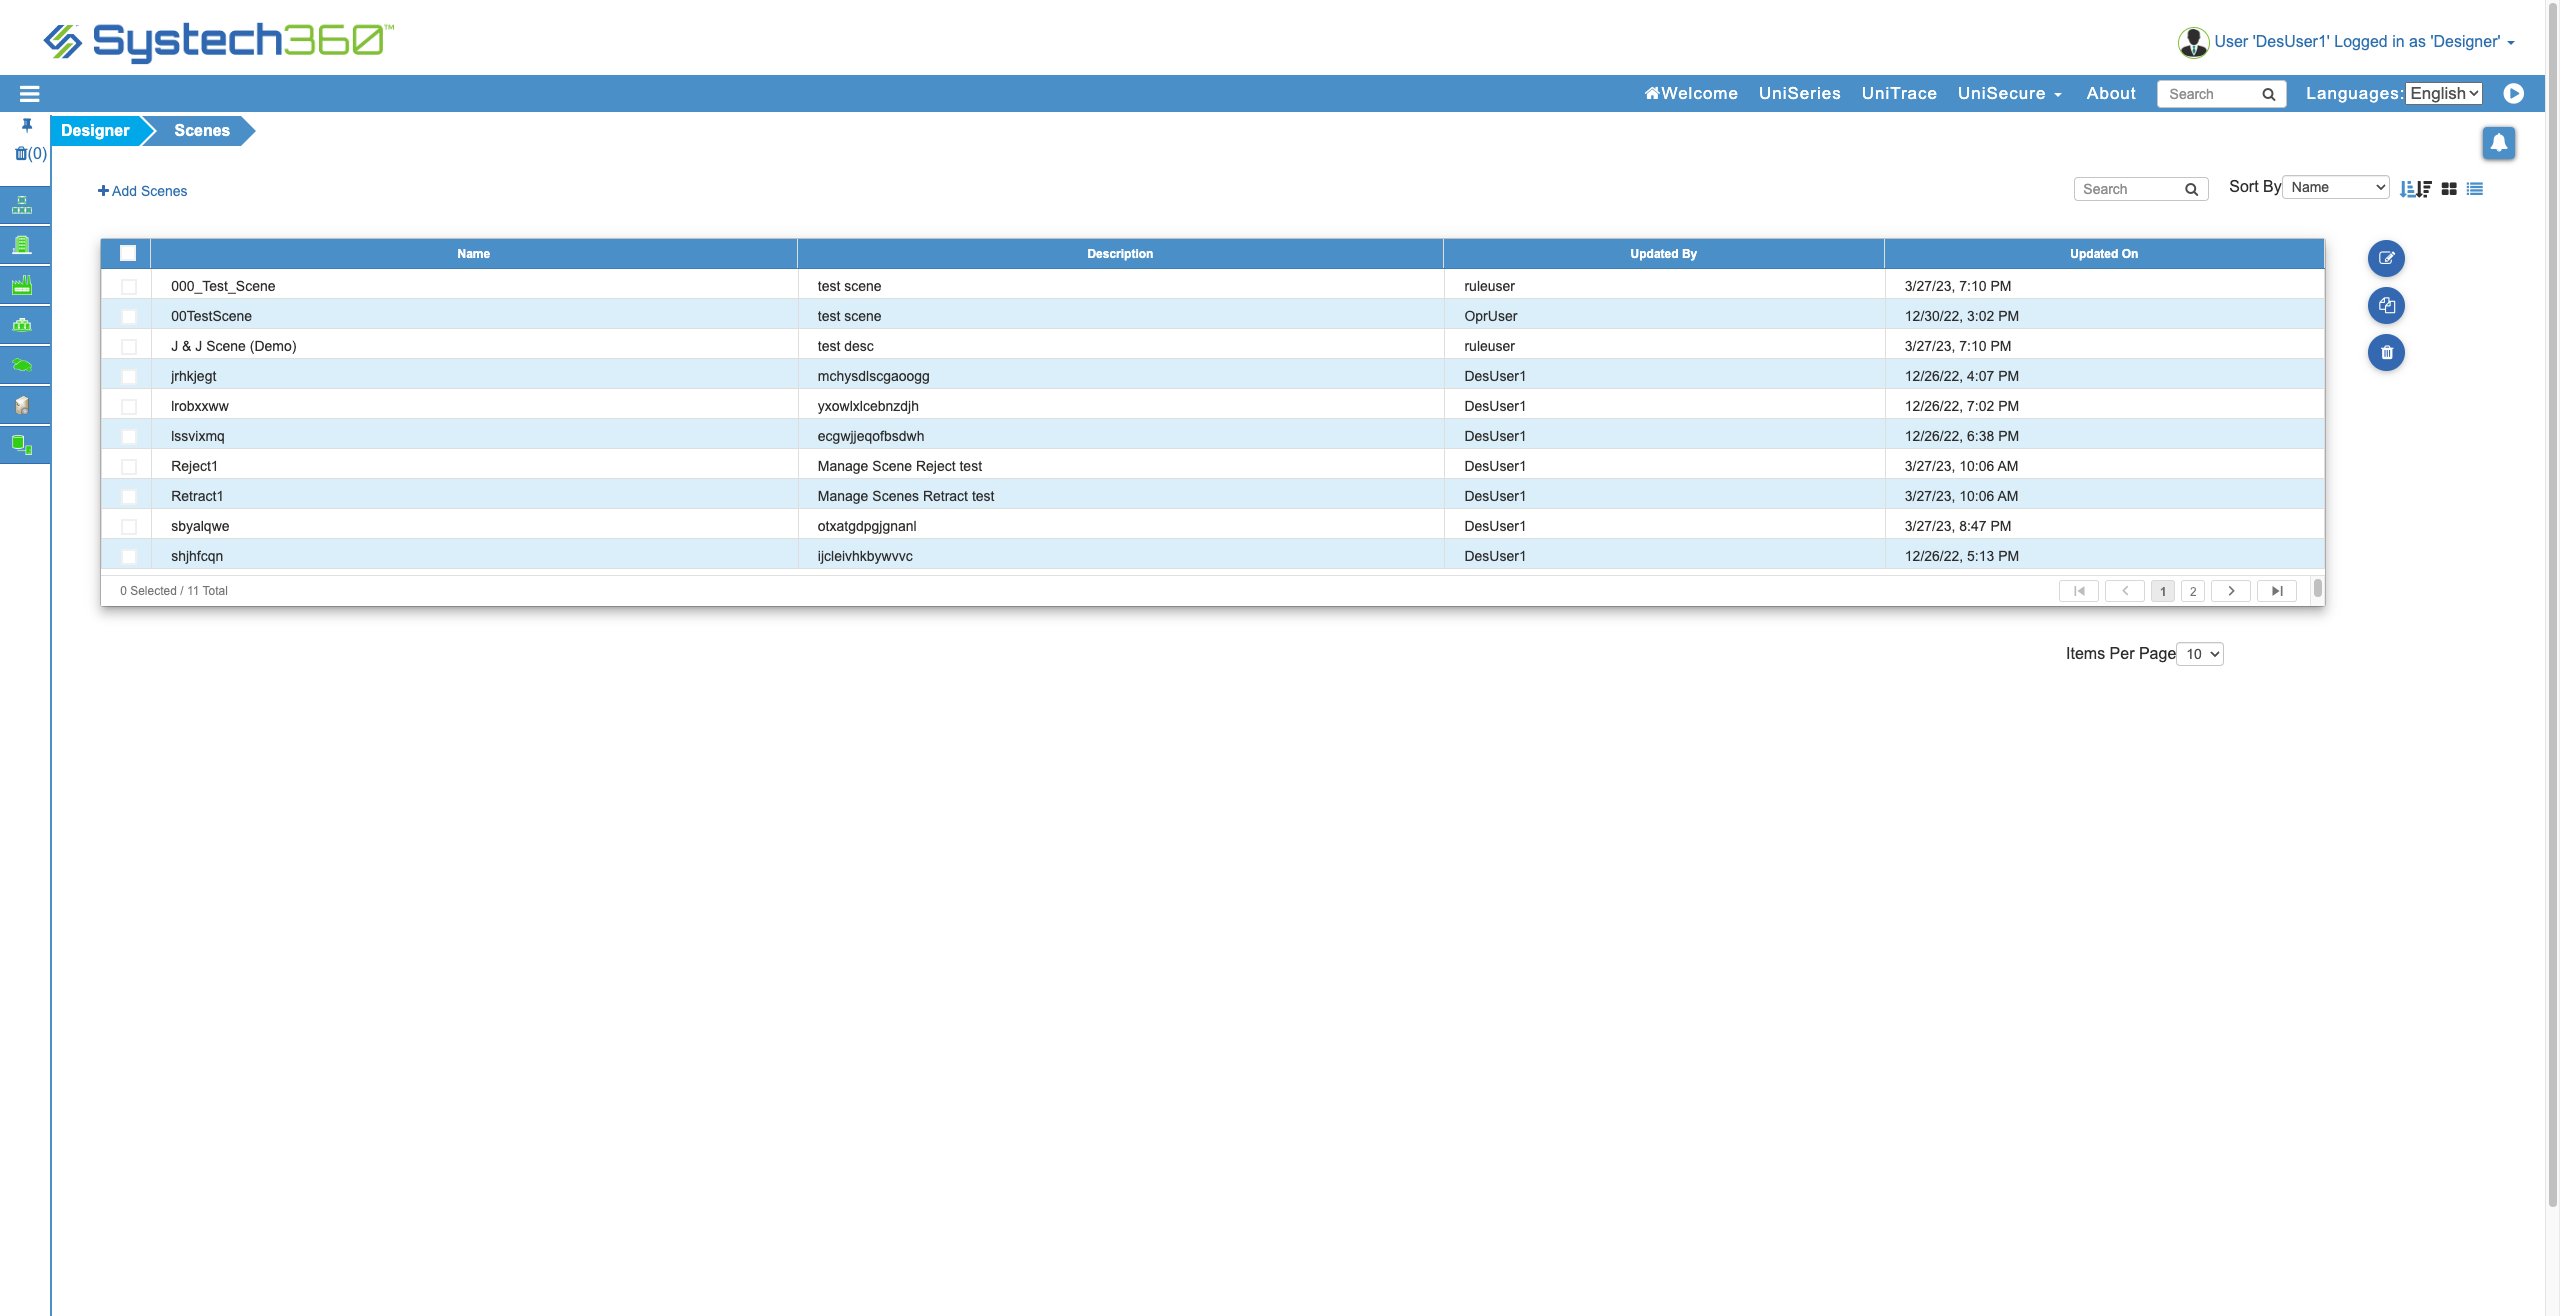 Systech360™
User 'DesUser1' Logged in as 'Designer'
Welcome UniSeries UniTrace UniSecure About Search Languages: English
(0)
Designer Scenes
Add Scenes
Search Sort By Name
Name Description Updated By Updated On
000_Test_Scene test scene ruleuser 3/27/23, 7:10 PM
00TestScene test scene OprUser 12/30/22, 3:02 PM
J & J Scene (Demo) test desc ruleuser 3/27/23, 7:10 PM
jrhkjegt mchysdlscgaoogg DesUser1 12/26/22, 4:07 PM
lrobxxww yxowlxlcebnzdjh DesUser1 12/26/22, 7:02 PM
lssvixmq ecgwjjeqofbsdwh DesUser1 12/26/22, 6:38 PM
Reject1 Manage Scene Reject test DesUser1 3/27/23, 10:06 AM
Retract1 Manage Scenes Retract test DesUser1 3/27/23, 10:06 AM
sbyalqwe otxatgdpgjgnanl DesUser1 3/27/23, 8:47 PM
shjhfcqn ijcleivhkbywvvc DesUser1 12/26/22, 5:13 PM
0 Selected / 11 Total 1 2
Items Per Page 10